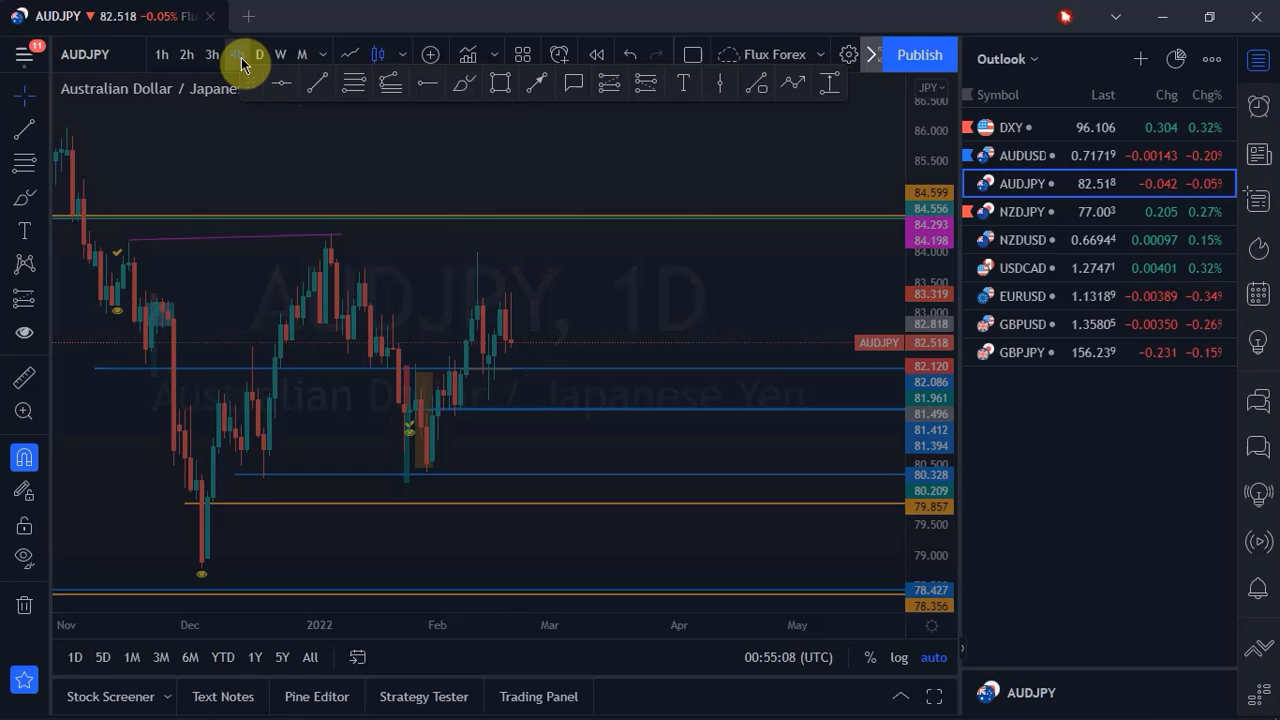 AUDJPY 82.518 −0.05% Flu
11
AUDJPY 1h 2h 3h 4h D W M Flux Forex Publish
Australian Dollar / Japane
JPY
86.500
86.000
85.500
84.599
84.556
84.293
84.198
84.000
83.500
83.319
83.000
82.818
AUDJPY 82.518
82.120
82.086
81.961
81.496
81.412
81.394
80.500
80.328
80.209
79.857
79.500
79.000
78.427
78.356
AUDJPY, 1D
Australian Dollar / Japanese Yen
Nov Dec 2022 Feb Mar Apr May
1D 5D 1M 3M 6M YTD 1Y 5Y All 00:55:08 (UTC) % log auto
Stock Screener Text Notes Pine Editor Strategy Tester Trading Panel
Outlook
Symbol Last Chg Chg%
DXY 96.106 0.304 0.32%
AUDUSD 0.71719 −0.00143 −0.20%
AUDJPY 82.518 −0.042 −0.05%
NZDJPY 77.003 0.205 0.27%
NZDUSD 0.66944 0.00097 0.15%
USDCAD 1.27471 0.00401 0.32%
EURUSD 1.13189 −0.00389 −0.34%
GBPUSD 1.35805 −0.00350 −0.26%
GBPJPY 156.239 −0.231 −0.15%
AUDJPY